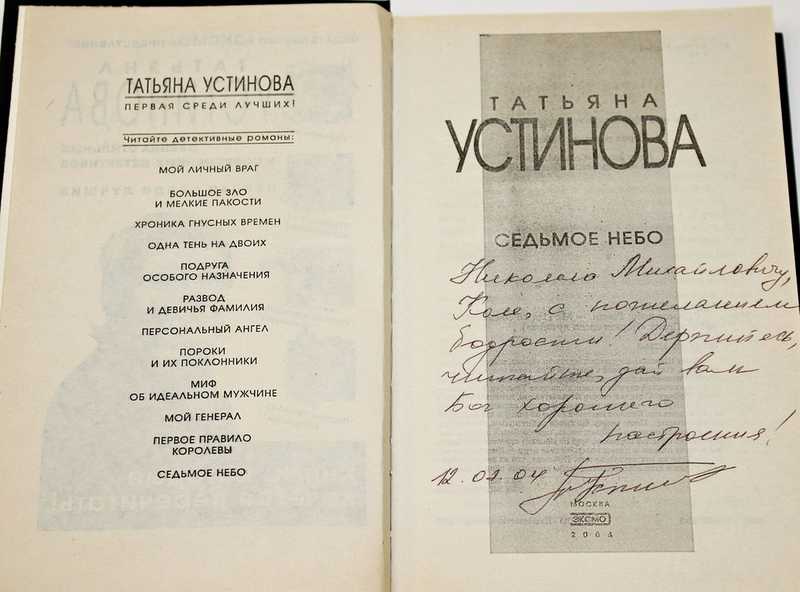 ТАТЬЯНА УСТИНОВА
ПЕРВАЯ СРЕДИ ЛУЧШИХ!
Читайте детективные романы:
МОЙ ЛИЧНЫЙ ВРАГ
БОЛЬШОЕ ЗЛО
И МЕЛКИЕ ПАКОСТИ
ХРОНИКА ГНУСНЫХ ВРЕМЕН
ОДНА ТЕНЬ НА ДВОИХ
ПОДРУГА
ОСОБОГО НАЗНАЧЕНИЯ
РАЗВОД
И ДЕВИЧЬЯ ФАМИЛИЯ
ПЕРСОНАЛЬНЫЙ АНГЕЛ
ПОРОКИ
И ИХ ПОКЛОННИКИ
МИФ
ОБ ИДЕАЛЬНОМ МУЖЧИНЕ
МОЙ ГЕНЕРАЛ
ПЕРВОЕ ПРАВИЛО
КОРОЛЕВЫ
СЕДЬМОЕ НЕБО
ТАТЬЯНА
УСТИНОВА
СЕДЬМОЕ НЕБО
Николаю Михайловичу,
Коле, с пожеланием
бодрости! Держитесь,
читайте, дай вам
Бог хорошего
настроения!
МОСКВА
ЭКСМО
2004